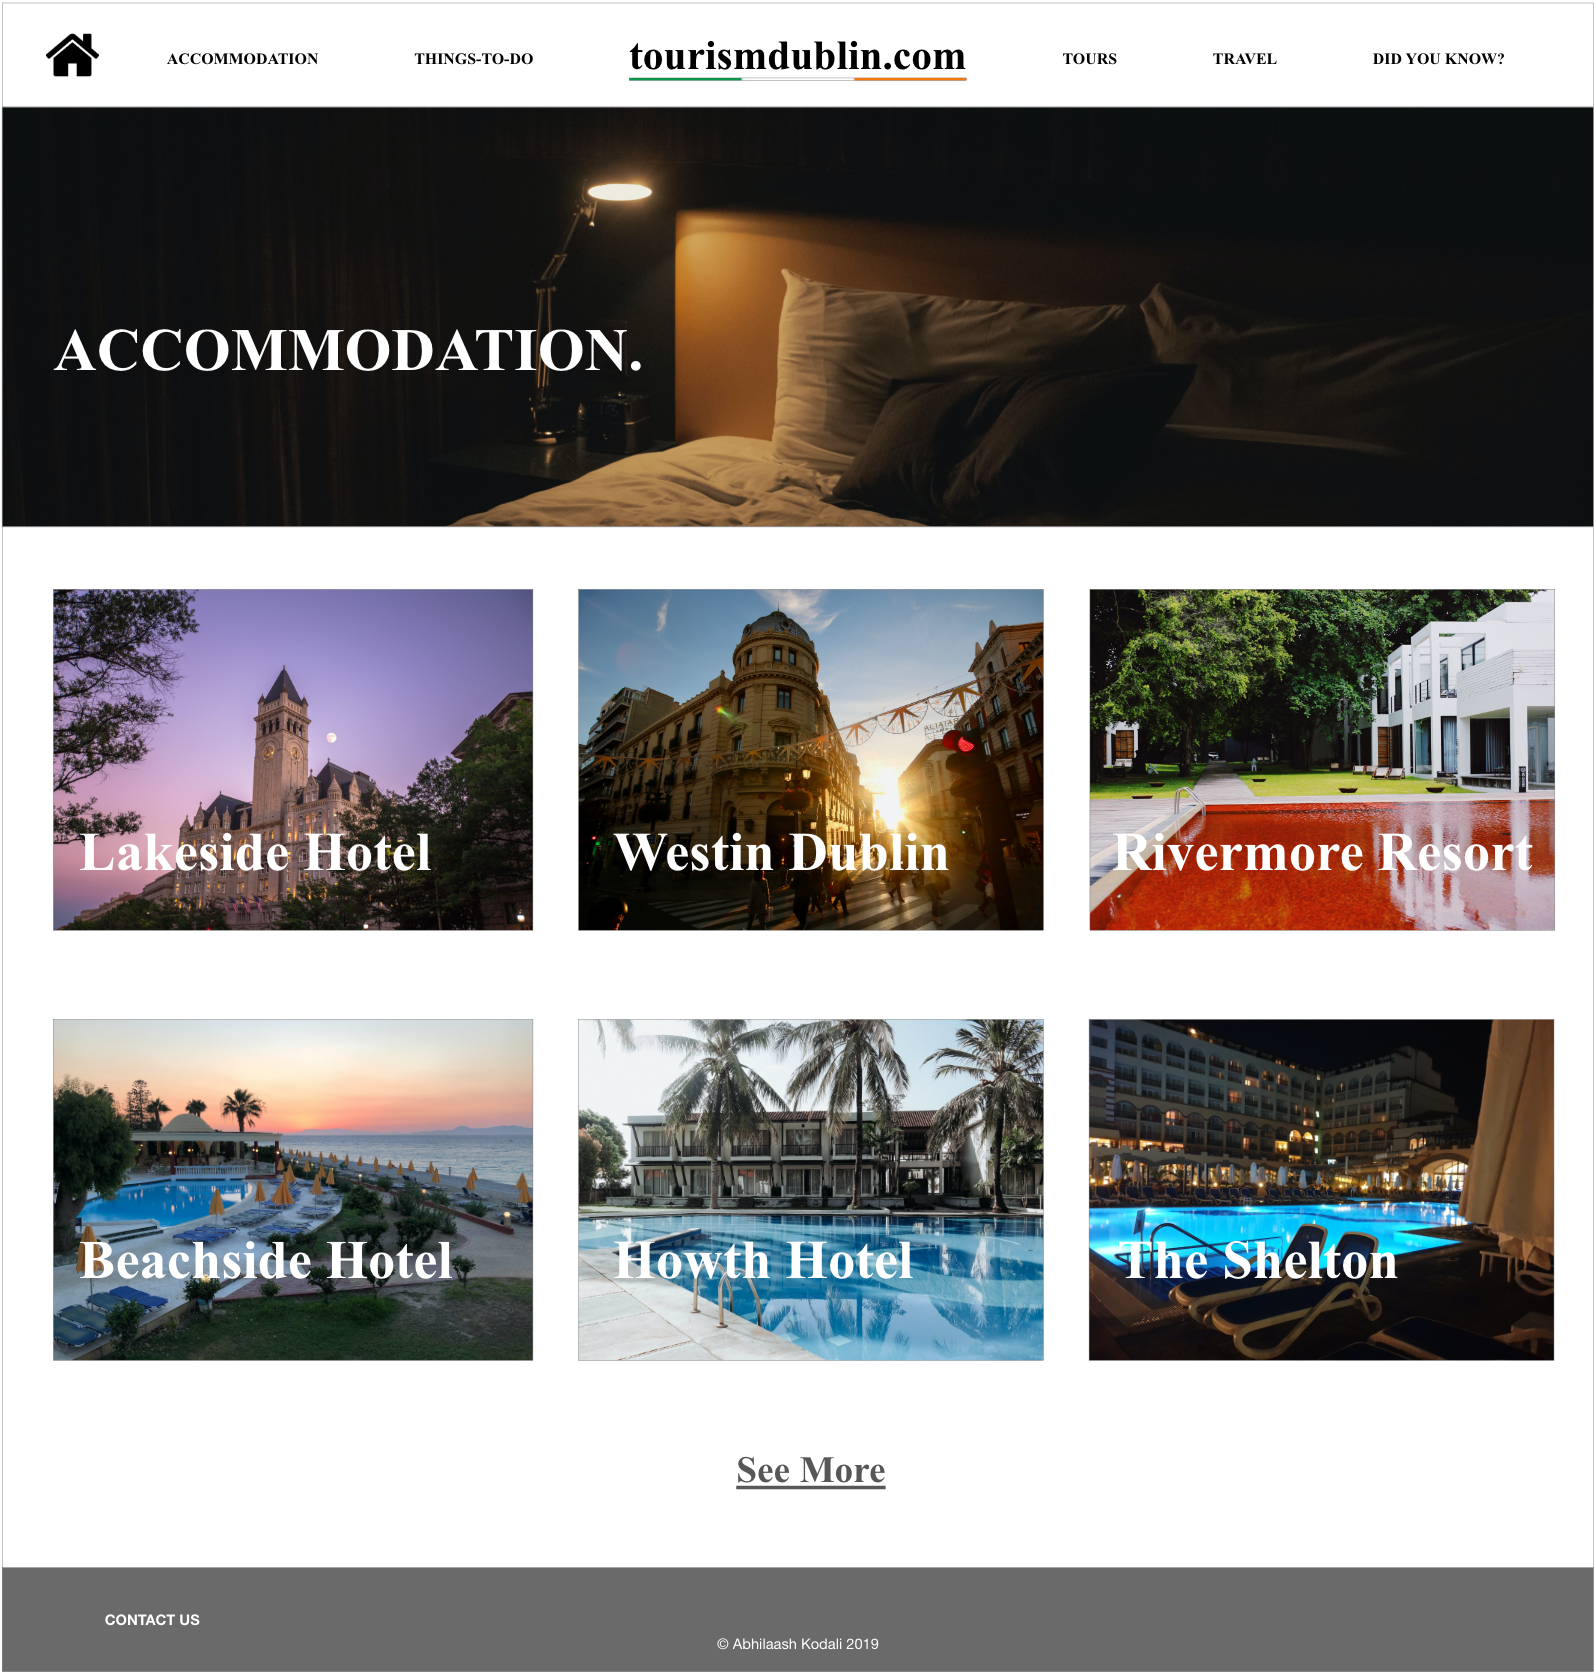 ACCOMMODATION
THINGS-TO-DO
tourismdublin.com
TOURS
TRAVEL
DID YOU KNOW?
ACCOMMODATION.
Lakeside Hotel
Westin Dublin
Rivermore Resort
Beachside Hotel
Howth Hotel
The Shelton
See More
CONTACT US
© Abhilaash Kodali 2019